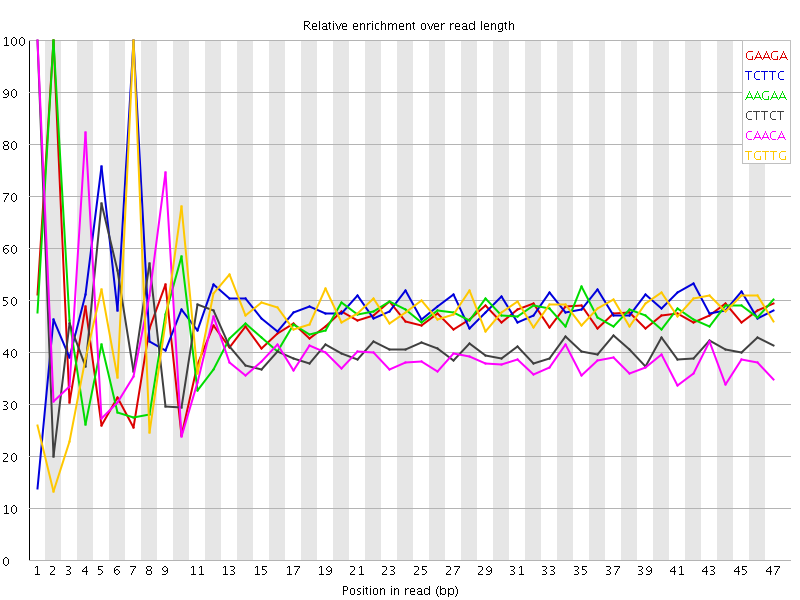 Relative enrichment over read length
100
90
80
70
60
50
40
30
20
10
0
GAAGA
TCTTC
AAGAA
CTTCT
CAACA
TGTTG
1 2 3 4 5 6 7 8 9 11 13 15 17 19 21 23 25 27 29 31 33 35 37 39 41 43 45 47
Position in read (bp)